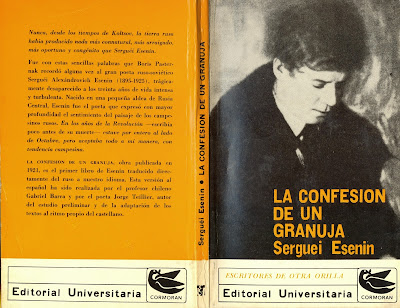 Nunca, desde los tiempos de Koltsov, la tierra rusa
había producido nada más connatural, más arraigado,
más oportuno y congénito que Serguei Esenin.
Fue con estas sencillas palabras que Boris Paster-
nak recordó alguna vez al gran poeta ruso-soviético
Serguéi Alexándrovich Esenin (1895-1925), trágica-
mente desaparecido a los treinta años de vida intensa
y turbulenta. Nacido en una pequeña aldea de Rusia
Central, Esenin fue el poeta que expresó con mayor
profundidad el sentimiento del paisaje de los campe-
sinos rusos. En los años de la Revolución —escribía
poco antes de su muerte— estuve por entero al lado
de Octubre, pero aceptaba todo a mi manera, con
tendencia campesina.
LA CONFESIÓN DE UN GRANUJA, obra publicada en
1921, es el primer libro de Esenin traducido direc-
tamente del ruso a nuestro idioma. Esta versión al
español ha sido realizada por el profesor chileno
Gabriel Barra y por el poeta Jorge Teillier, autor
del estudio preliminar y de la adaptación de los
textos al ritmo propio del castellano.
Editorial Universitaria
CORMORAN
Serguéi Esenin • LA CONFESION DE UN GRANUJA
LA CONFESION
DE UN
GRANUJA
Serguei Esenin
ESCRITORES DE OTRA ORILLA
Editorial Universitaria
CORMORAN